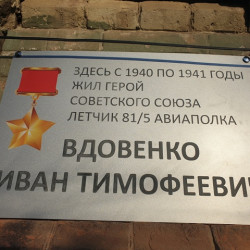 ЗДЕСЬ С 1940 ПО 1941 ГОДЫ
ЖИЛ ГЕРОЙ
СОВЕТСКОГО СОЮЗА
ЛЕТЧИК 81/5 АВИАПОЛКА
ВДОВЕНКО
ИВАН ТИМОФЕЕВИЧ